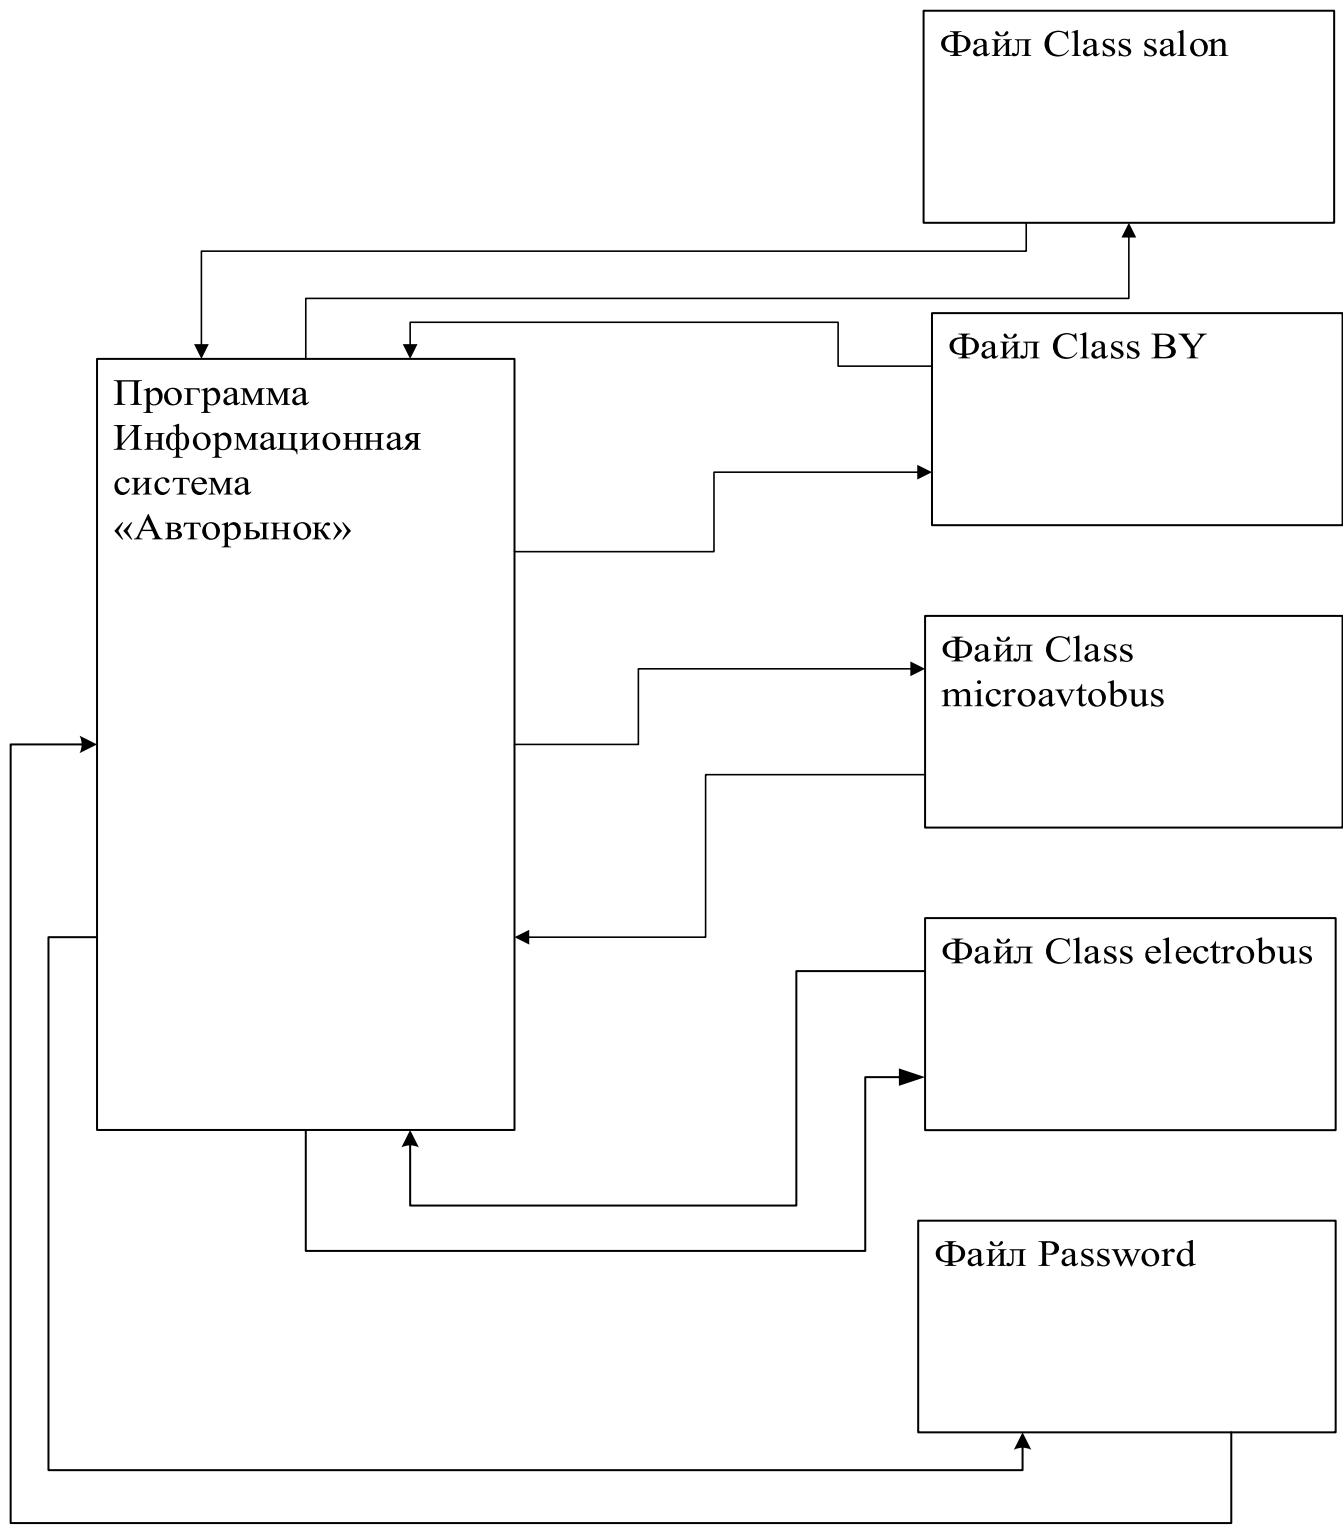 Файл Class salon
Файл Class BY
Программа
Информационная
система
«Авторынок»
Файл Class
microavtobus
Файл Class electrobus
Файл Password